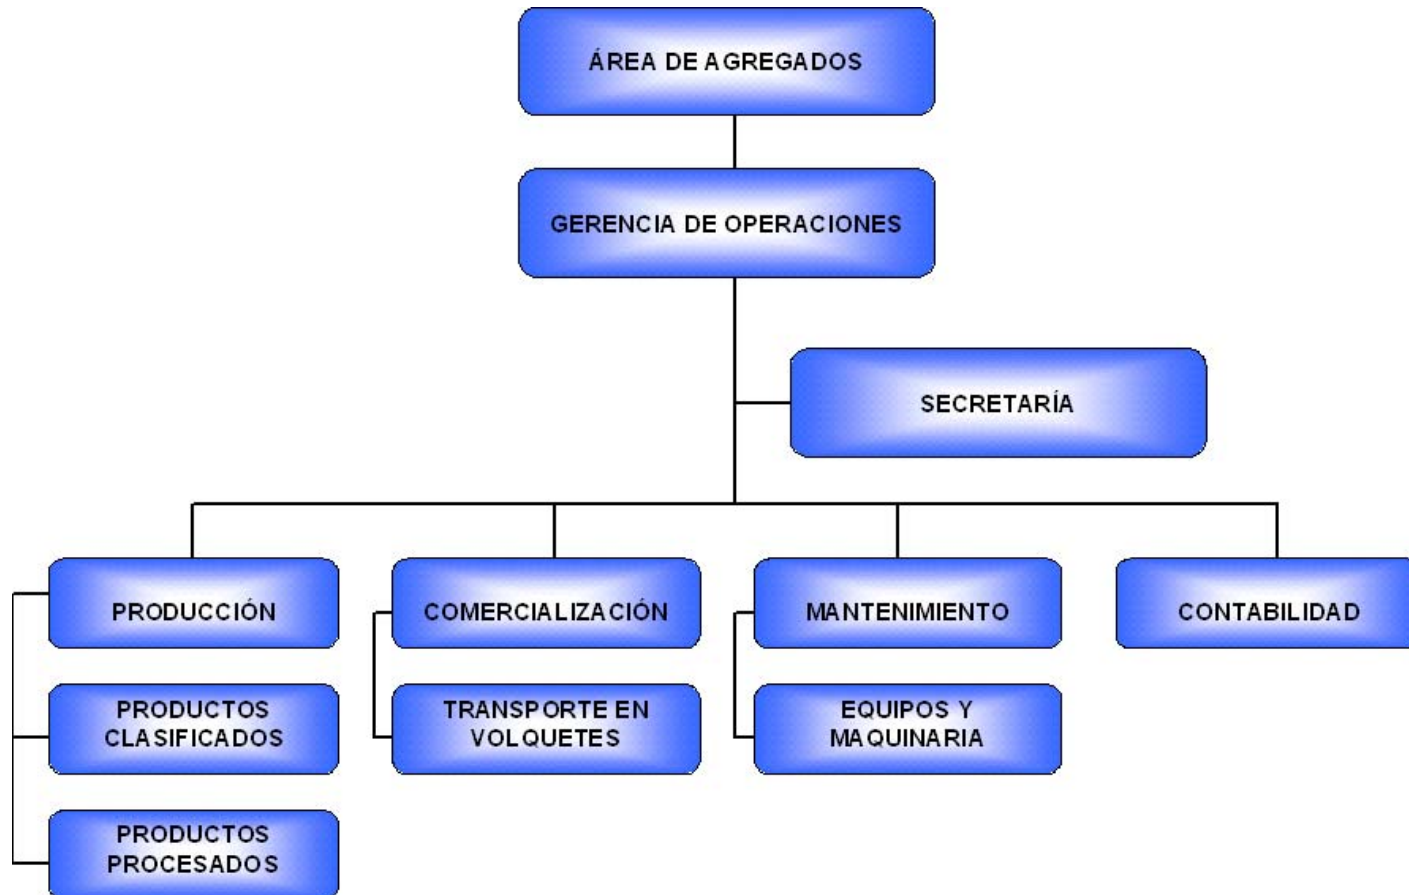 ÁREA DE AGREGADOS
GERENCIA DE OPERACIONES
SECRETARÍA
PRODUCCIÓN
COMERCIALIZACIÓN
MANTENIMIENTO
CONTABILIDAD
PRODUCTOS
CLASIFICADOS
TRANSPORTE EN
VOLQUETES
EQUIPOS Y
MAQUINARIA
PRODUCTOS
PROCESADOS